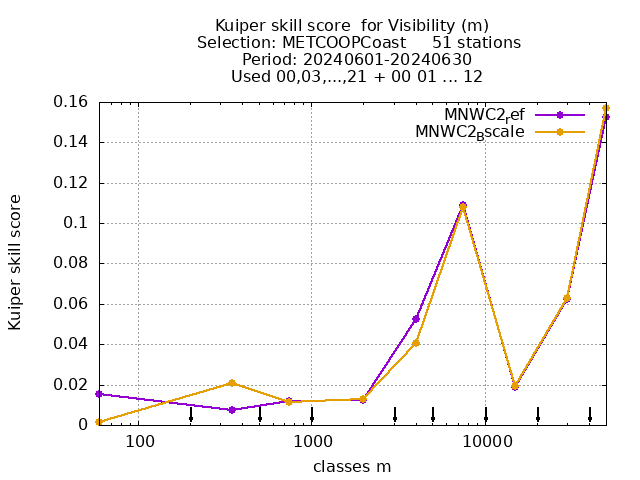 Kuiper skill score  for Visibility (m)
Selection: METCOOPCoast     51 stations
Period: 20240601-20240630
Used 00,03,...,21 + 00 01 ... 12
MNWC2_ref
MNWC2_Bscale
0.16
0.14
0.12
0.1
0.08
0.06
0.04
0.02
0
Kuiper skill score
100 1000 10000
classes m